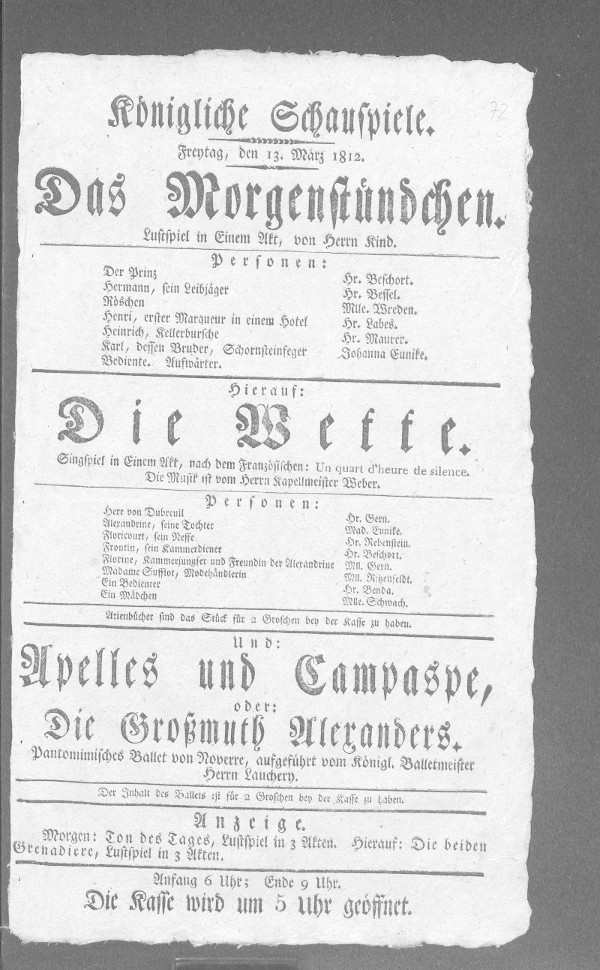 72
Königliche Schauspiele.
Freytag, den 13. März 1812.
Das Morgenstündchen.
Lustspiel in Einem Akt, von Herrn Kind.
Personen:
Der Prinz Hr. Beschort.
Hermann, sein Leibjäger Hr. Bessel.
Röschen Mlle. Wreden.
Henri, erster Marqueur in einem Hotel Hr. Labes.
Heinrich, Kellerbursche Hr. Maurer.
Karl, dessen Bruder, Schornsteinfeger Johanna Eunike.
Bediente. Aufwärter.
Hierauf:
Die Wette.
Singspiel in Einem Akt, nach dem Französischen: Un quart d'heure de silence.
Die Musik ist vom Herrn Kapellmeister Weber.
Personen:
Herr von Dubreuil Hr. Gern.
Alexandrine, seine Tochter Mad. Eunike.
Floricourt, sein Neffe Hr. Rebenstein.
Frontin, sein Kammerdiener Hr. Beschort.
Florine, Kammerjungfer und Freundin der Alexandrine Mll. Gern.
Madame Sufflot, Modehändlerin Mll. Ritzenfeldt.
Ein Bedienter Hr. Benda.
Ein Mädchen Mlle. Schwach.
Arienbücher sind das Stück für 2 Groschen bey der Kasse zu haben.
Und:
Apelles und Campaspe,
oder:
Die Großmuth Alexanders.
Pantomimisches Ballet von Noverre, aufgeführt vom Königl. Balletmeister
Herrn Lauchery.
Der Inhalt des Ballets ist für 2 Groschen bey der Kasse zu haben.
Anzeige.
Morgen: Ton des Tages, Lustspiel in 3 Akten. Hierauf: Die beiden
Grenadiere, Lustspiel in 3 Akten.
Anfang 6 Uhr; Ende 9 Uhr.
Die Kasse wird um 5 Uhr geöffnet.